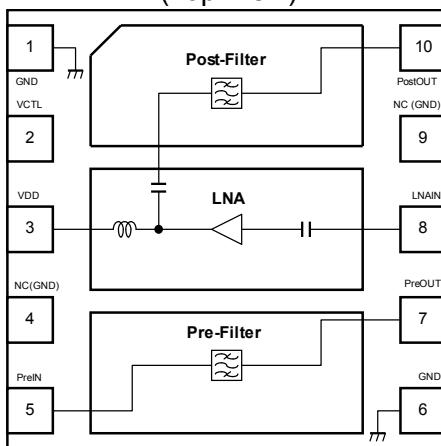 1
10
Post-Filter
GND
PostOUT
VCTL
NC (GND)
2
9
VDD
LNA
LNAIN
3
8
NC(GND)
PreOUT
4
7
Pre-Filter
PreIN
GND
5
6